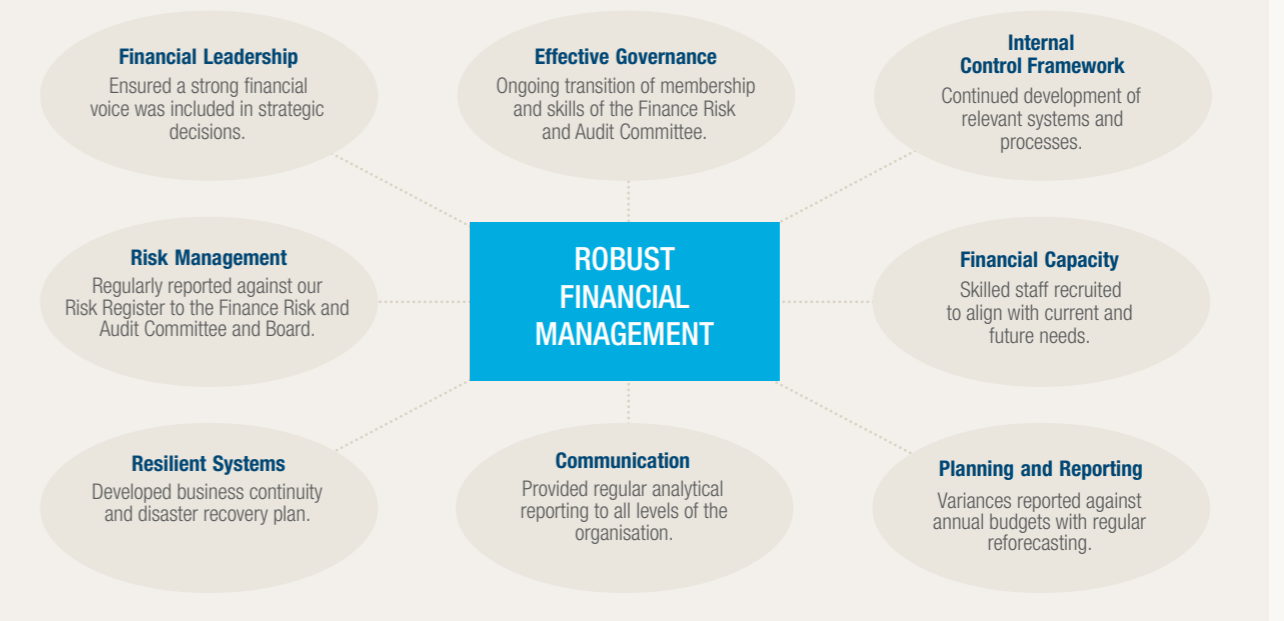 Financial Leadership
Ensured a strong financial
voice was included in strategic
decisions.
Effective Governance
Ongoing transition of membership
and skills of the Finance Risk
and Audit Committee.
Internal
Control Framework
Continued development of
relevant systems and
processes.
Risk Management
Regularly reported against our
Risk Register to the Finance Risk and
Audit Committee and Board.
ROBUST
FINANCIAL
MANAGEMENT
Financial Capacity
Skilled staff recruited
to align with current and
future needs.
Resilient Systems
Developed business continuity
and disaster recovery plan.
Communication
Provided regular analytical
reporting to all levels of the
organisation.
Planning and Reporting
Variances reported against
annual budgets with regular
reforecasting.